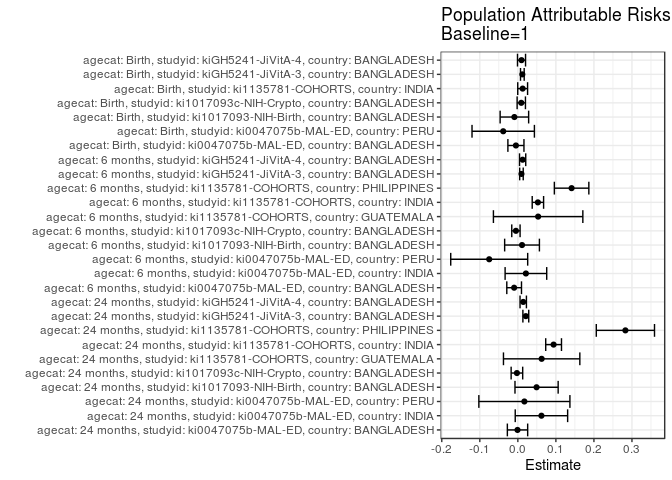 Population Attributable Risks
Baseline=1
agecat: Birth, studyid: kiGH5241-JiVitA-4, country: BANGLADESH
agecat: Birth, studyid: kiGH5241-JiVitA-3, country: BANGLADESH
agecat: Birth, studyid: ki1135781-COHORTS, country: INDIA
agecat: Birth, studyid: ki1017093c-NIH-Crypto, country: BANGLADESH
agecat: Birth, studyid: ki1017093-NIH-Birth, country: BANGLADESH
agecat: Birth, studyid: ki0047075b-MAL-ED, country: PERU
agecat: Birth, studyid: ki0047075b-MAL-ED, country: BANGLADESH
agecat: 6 months, studyid: kiGH5241-JiVitA-4, country: BANGLADESH
agecat: 6 months, studyid: kiGH5241-JiVitA-3, country: BANGLADESH
agecat: 6 months, studyid: ki1135781-COHORTS, country: PHILIPPINES
agecat: 6 months, studyid: ki1135781-COHORTS, country: INDIA
agecat: 6 months, studyid: ki1135781-COHORTS, country: GUATEMALA
agecat: 6 months, studyid: ki1017093c-NIH-Crypto, country: BANGLADESH
agecat: 6 months, studyid: ki1017093-NIH-Birth, country: BANGLADESH
agecat: 6 months, studyid: ki0047075b-MAL-ED, country: PERU
agecat: 6 months, studyid: ki0047075b-MAL-ED, country: INDIA
agecat: 6 months, studyid: ki0047075b-MAL-ED, country: BANGLADESH
agecat: 24 months, studyid: kiGH5241-JiVitA-4, country: BANGLADESH
agecat: 24 months, studyid: kiGH5241-JiVitA-3, country: BANGLADESH
agecat: 24 months, studyid: ki1135781-COHORTS, country: PHILIPPINES
agecat: 24 months, studyid: ki1135781-COHORTS, country: INDIA
agecat: 24 months, studyid: ki1135781-COHORTS, country: GUATEMALA
agecat: 24 months, studyid: ki1017093c-NIH-Crypto, country: BANGLADESH
agecat: 24 months, studyid: ki1017093-NIH-Birth, country: BANGLADESH
agecat: 24 months, studyid: ki0047075b-MAL-ED, country: PERU
agecat: 24 months, studyid: ki0047075b-MAL-ED, country: INDIA
agecat: 24 months, studyid: ki0047075b-MAL-ED, country: BANGLADESH
-0.2 -0.1 0.0 0.1 0.2 0.3
Estimate